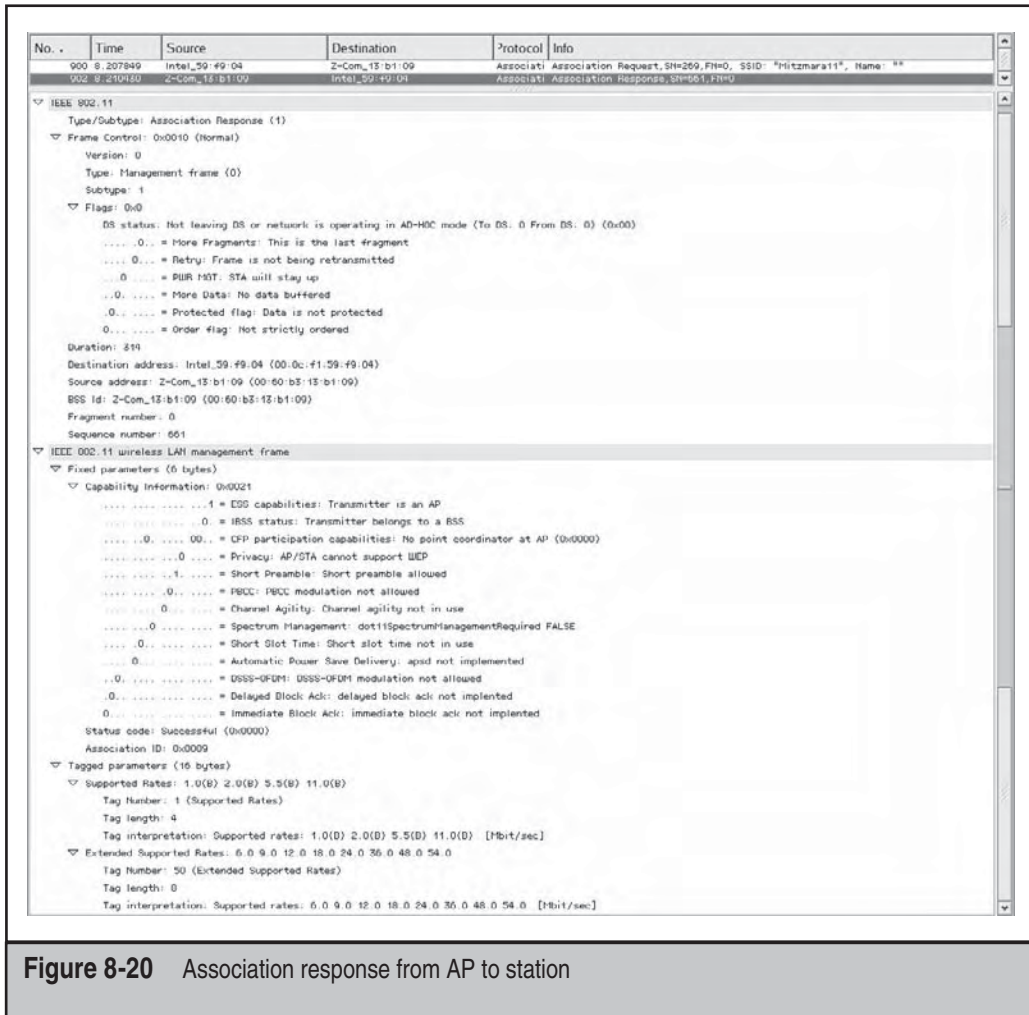 No. . Time Source Destination Protocol Info
900 8.207849 Intel_59:f9:04 Z-Com_13:b1:09 Associati Association Request,SN=269,FN=0, SSID: "Mitzmara11", Name: ""
902 8.210430 Z-Com_13:b1:09 Intel_59:f9:04 Associati Association Response,SN=661,FN=0
IEEE 802.11
Type/Subtype: Association Response (1)
Frame Control: 0x0010 (Normal)
Version: 0
Type: Management frame (0)
Subtype: 1
Flags: 0x0
DS status: Not leaving DS or network is operating in AD-HOC mode (To DS: 0 From DS: 0) (0x00)
.... .0.. = More Fragments: This is the last fragment
.... 0... = Retry: Frame is not being retransmitted
...0 .... = PWR MGT: STA will stay up
..0. .... = More Data: No data buffered
.0.. .... = Protected flag: Data is not protected
0... .... = Order flag: Not strictly ordered
Duration: 314
Destination address: Intel_59:f9:04 (00:0c:f1:59:f9:04)
Source address: Z-Com_13:b1:09 (00:60:b3:13:b1:09)
BSS Id: Z-Com_13:b1:09 (00:60:b3:13:b1:09)
Fragment number: 0
Sequence number: 661
IEEE 802.11 wireless LAN management frame
Fixed parameters (6 bytes)
Capability Information: 0x0021
.... .... .... ...1 = ESS capabilities: Transmitter is an AP
.... .... .... ..0. = IBSS status: Transmitter belongs to a BSS
.... ..0. .... 00.. = CFP participation capabilities: No point coordinator at AP (0x0000)
.... .... ...0 .... = Privacy: AP/STA cannot support WEP
.... .... ..1. .... = Short Preamble: Short preamble allowed
.... .... .0.. .... = PBCC: PBCC modulation not allowed
.... .... 0... .... = Channel Agility: Channel agility not in use
.... ...0 .... .... = Spectrum Management: dot11SpectrumManagementRequired FALSE
.... .0.. .... .... = Short Slot Time: Short slot time not in use
.... 0... .... .... = Automatic Power Save Delivery: apsd not implemented
..0. .... .... .... = DSSS-OFDM: DSSS-OFDM modulation not allowed
.0.. .... .... .... = Delayed Block Ack: delayed block ack not implented
0... .... .... .... = Immediate Block Ack: immediate block ack not implented
Status code: Successful (0x0000)
Association ID: 0x0009
Tagged parameters (16 bytes)
Supported Rates: 1.0(B) 2.0(B) 5.5(B) 11.0(B)
Tag Number: 1 (Supported Rates)
Tag length: 4
Tag interpretation: Supported rates: 1.0(B) 2.0(B) 5.5(B) 11.0(B) [Mbit/sec]
Extended Supported Rates: 6.0 9.0 12.0 18.0 24.0 36.0 48.0 54.0
Tag Number: 50 (Extended Supported Rates)
Tag length: 8
Tag interpretation: Supported rates: 6.0 9.0 12.0 18.0 24.0 36.0 48.0 54.0 [Mbit/sec]
Figure 8-20 Association response from AP to station